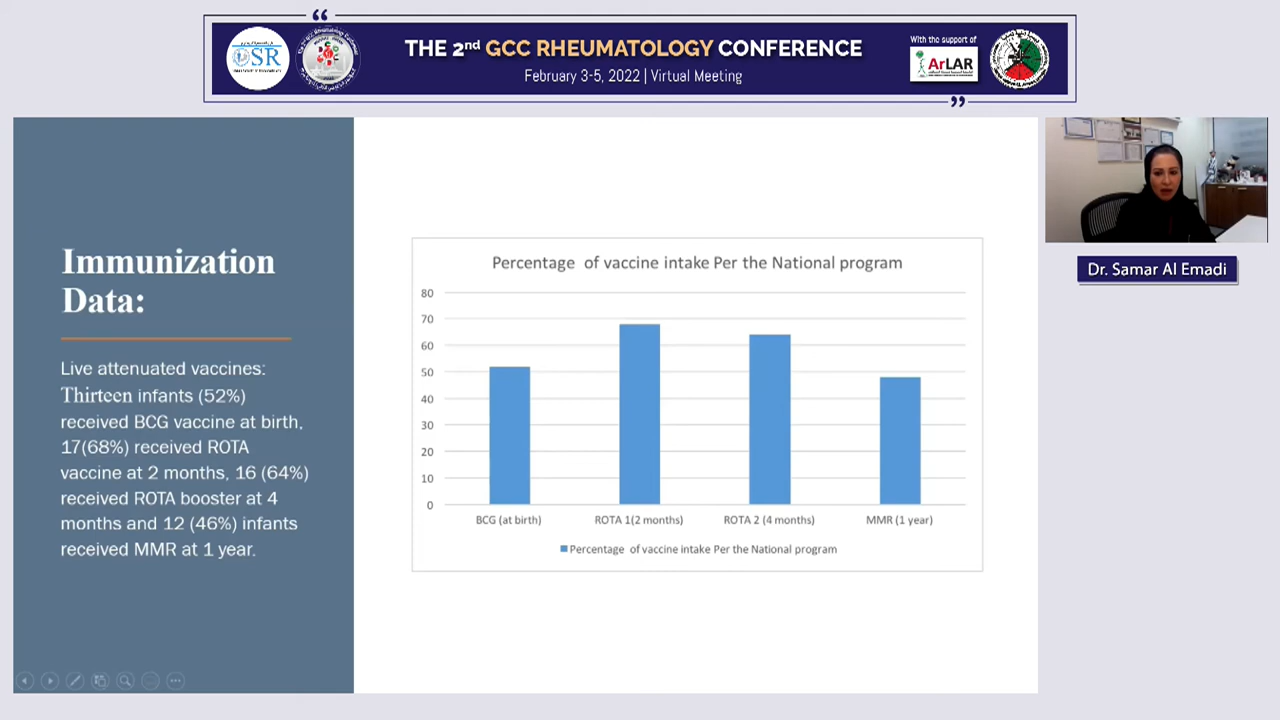 “
THE 2nd GCC RHEUMATOLOGY CONFERENCE
February 3-5, 2022 | Virtual Meeting
With the support of
OSR
ArLAR
”
Immunization
Data:
Live attenuated vaccines:
Thirteen infants (52%)
received BCG vaccine at birth,
17(68%) received ROTA
vaccine at 2 months, 16 (64%)
received ROTA booster at 4
months and 12 (46%) infants
received MMR at 1 year.
Percentage of vaccine intake Per the National program
80
70
60
50
40
30
20
10
0
BCG (at birth) ROTA 1(2 months) ROTA 2 (4 months) MMR (1 year)
Percentage of vaccine intake Per the National program
Dr. Samar Al Emadi